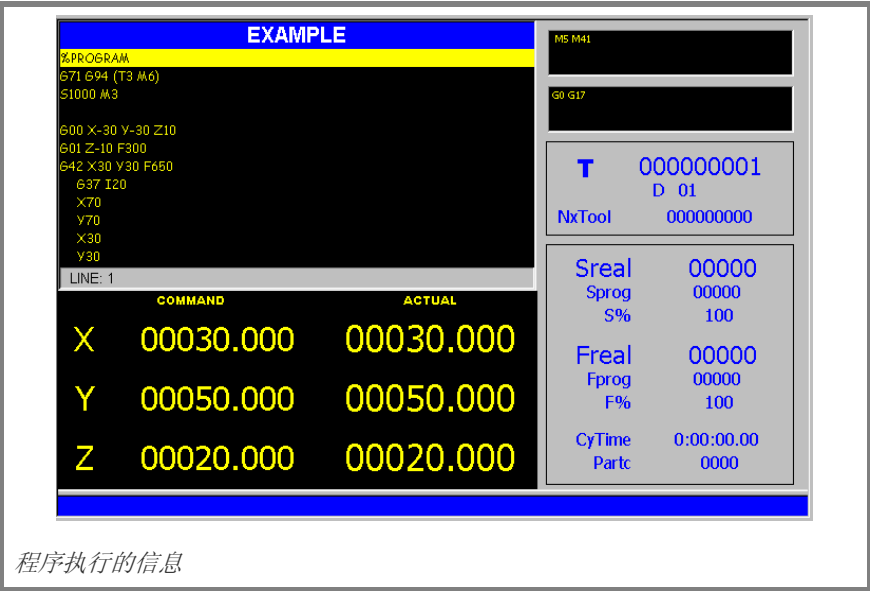 EXAMPLE
%PROGRAM
G71 G94 (T3 M6)
S1000 M3
G00 X-30 Y-30 Z10
G01 Z-10 F300
G42 X30 Y30 F650
G37 I20
X70
Y70
X30
Y30
LINE: 1
COMMAND ACTUAL
X 00030.000 00030.000
Y 00050.000 00050.000
Z 00020.000 00020.000
M5 M41
G0 G17
T 000000001
D 01
NxTool 000000000
Sreal 00000
Sprog 00000
S% 100
Freal 00000
Fprog 00000
F% 100
CyTime 0:00:00.00
Partc 0000
程序执行的信息